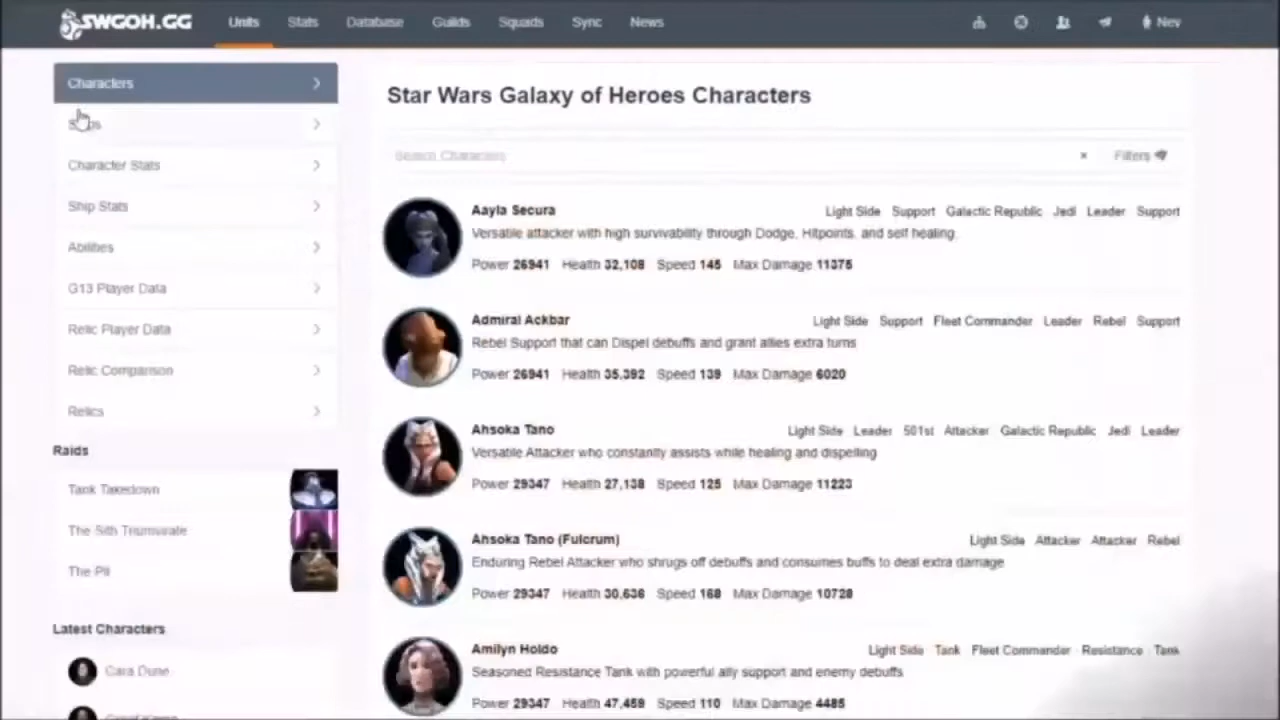 SWGOH.GG Units Stats Database Guilds Squads Sync News Nev
Characters
Character Stats
Ship Stats
Abilities
G13 Player Data
Relic Player Data
Relic Comparison
Relics
Raids
Tank Takedown
The Sith Triumvirate
The Pit
Latest Characters
Cara Dune
Star Wars Galaxy of Heroes Characters
Search Characters × Filters
Aayla Secura Light Side Support Galactic Republic Jedi Leader Support
Versatile attacker with high survivability through Dodge, Hitpoints, and self healing.
Power 26941 Health 32,108 Speed 145 Max Damage 11375
Admiral Ackbar Light Side Support Fleet Commander Leader Rebel Support
Rebel Support that can Dispel debuffs and grant allies extra turns
Power 26941 Health 35,392 Speed 139 Max Damage 6020
Ahsoka Tano Light Side Leader 501st Attacker Galactic Republic Jedi Leader
Versatile Attacker who constantly assists while healing and dispelling
Power 29347 Health 27,138 Speed 125 Max Damage 11223
Ahsoka Tano (Fulcrum) Light Side Attacker Attacker Rebel
Enduring Rebel Attacker who shrugs off debuffs and consumes buffs to deal extra damage
Power 29347 Health 30,636 Speed 168 Max Damage 10728
Amilyn Holdo Light Side Tank Fleet Commander Resistance Tank
Seasoned Resistance Tank with powerful ally support and enemy debuffs
Power 29347 Health 47,459 Speed 110 Max Damage 4485